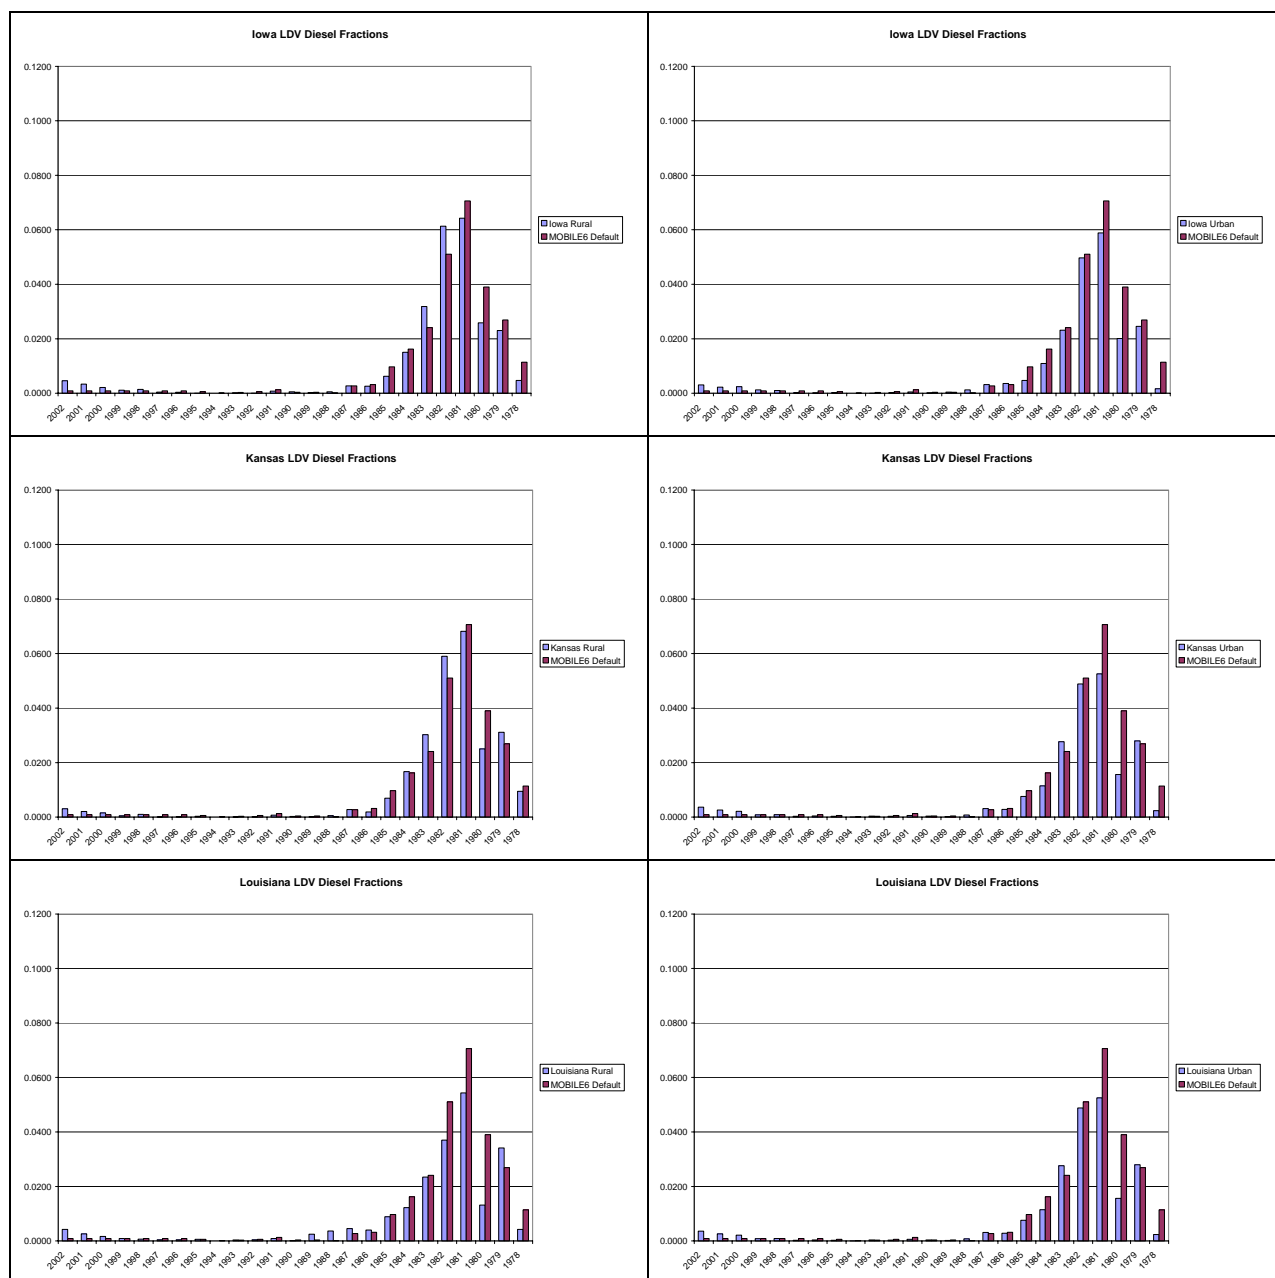 Iowa LDV Diesel Fractions
0.1200
0.1000
0.0800
0.0600
0.0400
0.0200
0.0000
2002 2001 2000 1999 1998 1997 1996 1995 1994 1993 1992 1991 1990 1989 1988 1987 1986 1985 1984 1983 1982 1981 1980 1979 1978
Iowa Rural
MOBILE6 Default
Iowa LDV Diesel Fractions
0.1200
0.1000
0.0800
0.0600
0.0400
0.0200
0.0000
2002 2001 2000 1999 1998 1997 1996 1995 1994 1993 1992 1991 1990 1989 1988 1987 1986 1985 1984 1983 1982 1981 1980 1979 1978
Iowa Urban
MOBILE6 Default
Kansas LDV Diesel Fractions
0.1200
0.1000
0.0800
0.0600
0.0400
0.0200
0.0000
2002 2001 2000 1999 1998 1997 1996 1995 1994 1993 1992 1991 1990 1989 1988 1987 1986 1985 1984 1983 1982 1981 1980 1979 1978
Kansas Rural
MOBILE6 Default
Kansas LDV Diesel Fractions
0.1200
0.1000
0.0800
0.0600
0.0400
0.0200
0.0000
2002 2001 2000 1999 1998 1997 1996 1995 1994 1993 1992 1991 1990 1989 1988 1987 1986 1985 1984 1983 1982 1981 1980 1979 1978
Kansas Urban
MOBILE6 Default
Louisiana LDV Diesel Fractions
0.1200
0.1000
0.0800
0.0600
0.0400
0.0200
0.0000
2002 2001 2000 1999 1998 1997 1996 1995 1994 1993 1992 1991 1990 1989 1988 1987 1986 1985 1984 1983 1982 1981 1980 1979 1978
Louisiana Rural
MOBILE6 Default
Louisiana LDV Diesel Fractions
0.1200
0.1000
0.0800
0.0600
0.0400
0.0200
0.0000
2002 2001 2000 1999 1998 1997 1996 1995 1994 1993 1992 1991 1990 1989 1988 1987 1986 1985 1984 1983 1982 1981 1980 1979 1978
Louisiana Urban
MOBILE6 Default